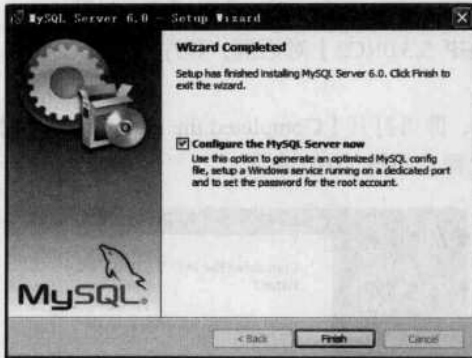 MySQL Server 6.0 - Setup Wizard
Wizard Completed
Setup has finished installing MySQL Server 6.0. Click Finish to
exit the wizard.
Configure the MySQL Server now
Use this option to generate an optimized MySQL config
file, setup a Windows service running on a dedicated port
and to set the password for the root account.
MySQL.
< Back
Finish
Cancel